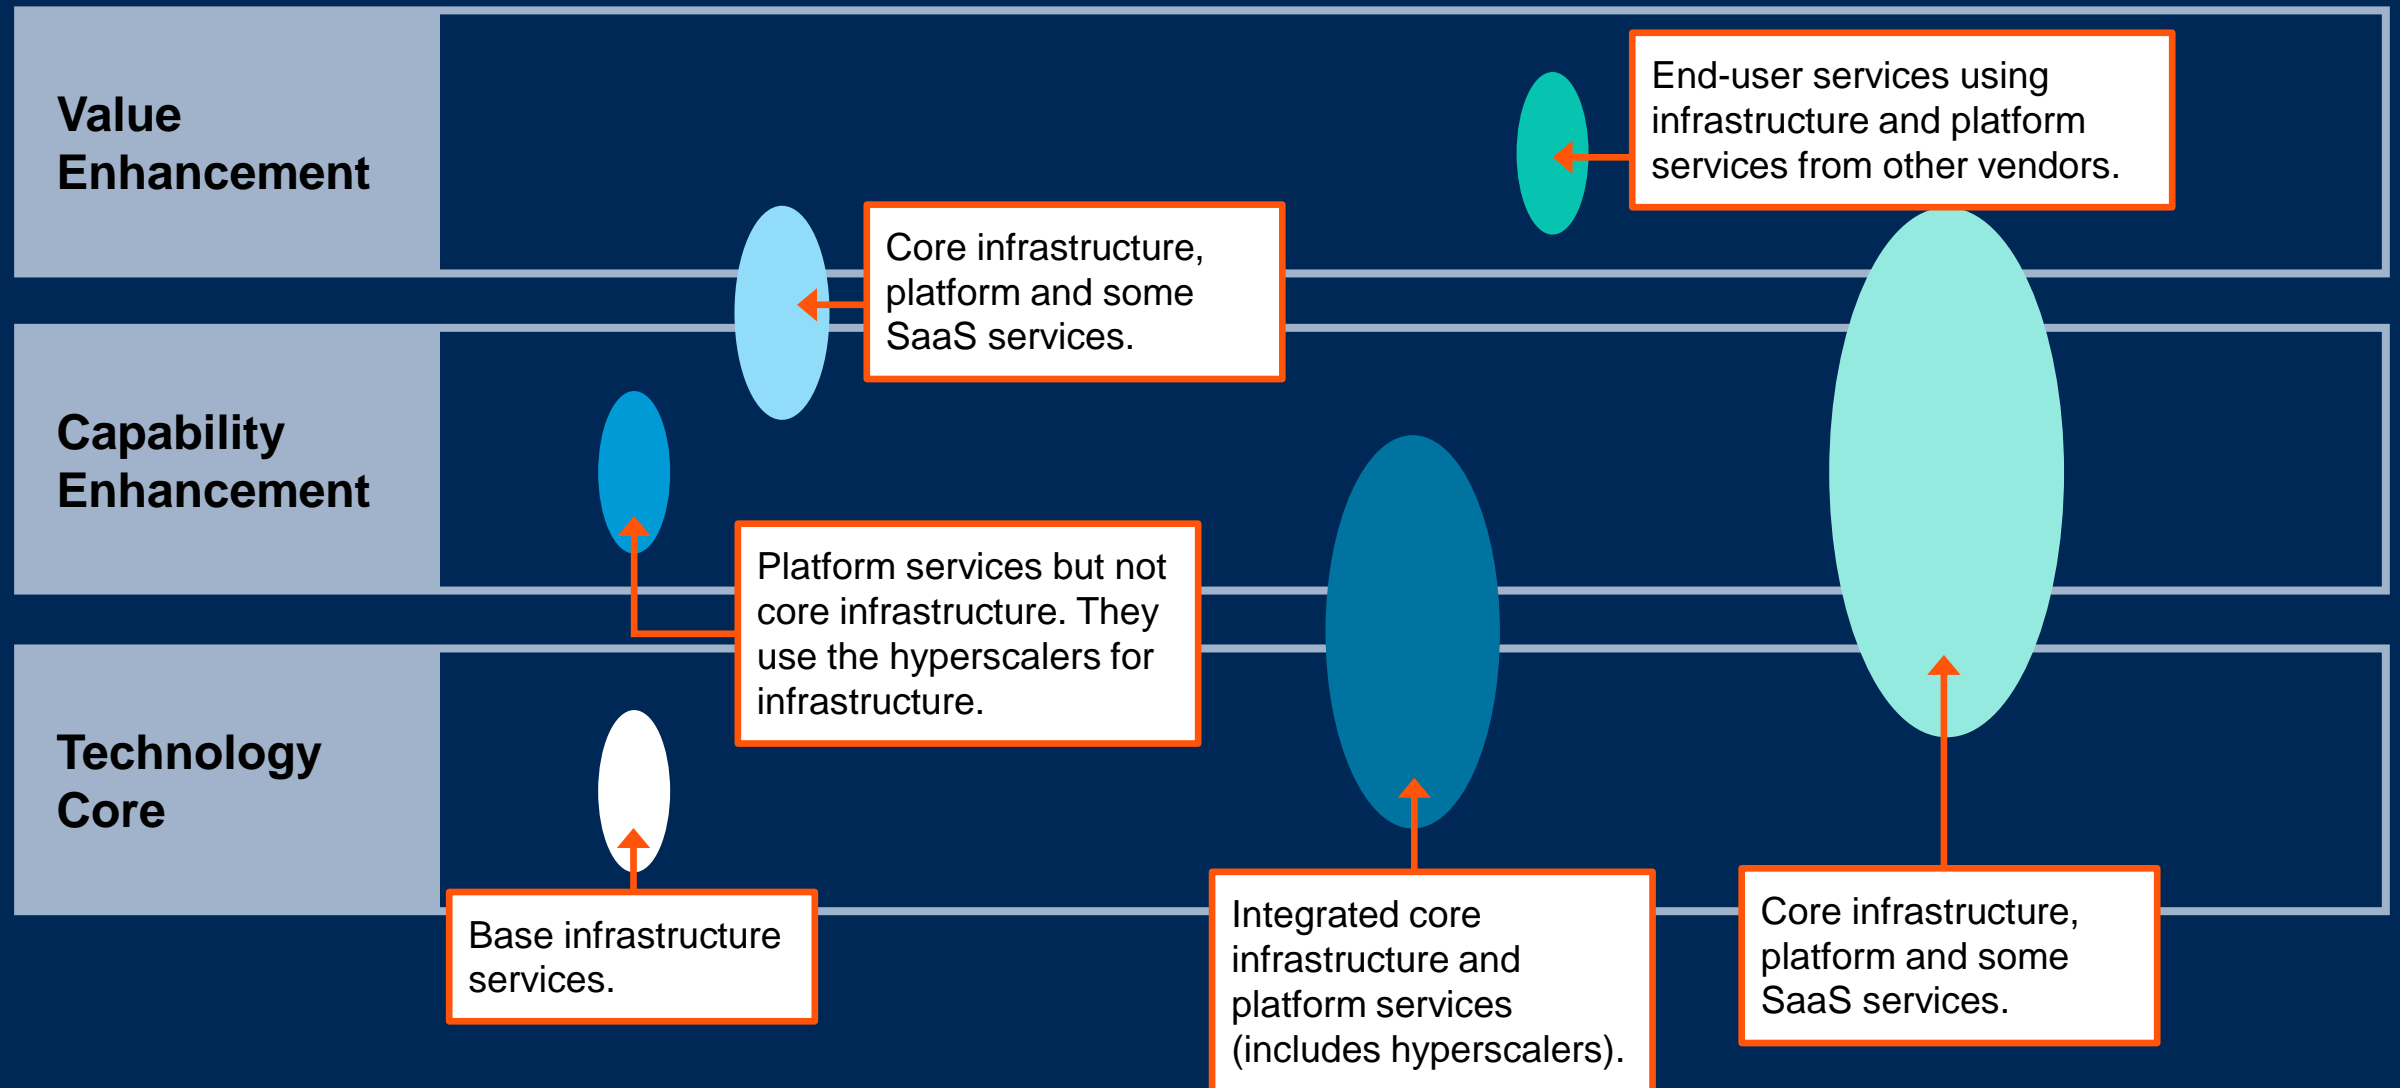 Value
Enhancement
End-user services using
infrastructure and platform
services from other vendors.
Core infrastructure,
platform and some
SaaS services.
Capability
Enhancement
Platform services but not
core infrastructure. They
use the hyperscalers for
infrastructure.
Technology
Core
Base infrastructure
services.
Integrated core
infrastructure and
platform services
(includes hyperscalers).
Core infrastructure,
platform and some
SaaS services.